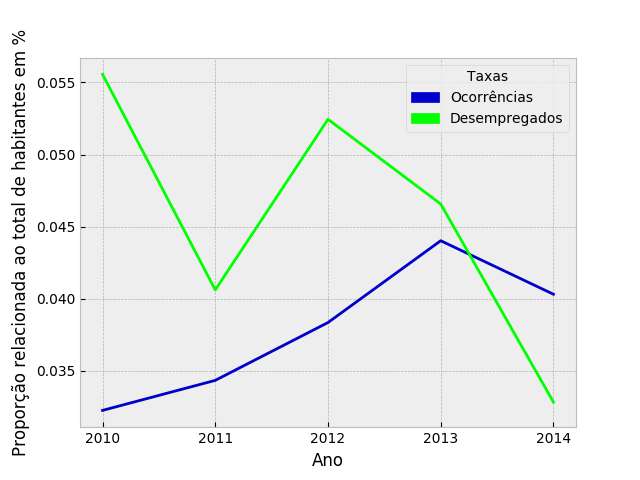 Proporção relacionada ao total de habitantes em %
0.055
0.050
0.045
0.040
0.035
Taxas
Ocorrências
Desempregados
2010 2011 2012 2013 2014
Ano